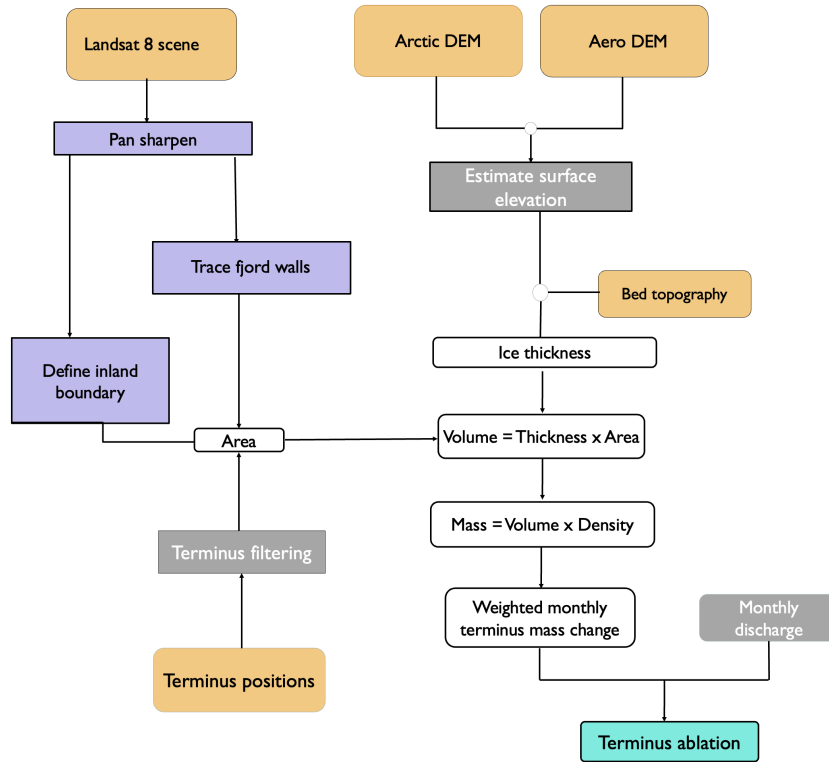 Landsat 8 scene
Arctic DEM
Aero DEM
Pan sharpen
Estimate surface
elevation
Trace fjord walls
Bed topography
Ice thickness
Define inland
boundary
Area
Volume = Thickness x Area
Mass = Volume x Density
Terminus filtering
Weighted monthly
terminus mass change
Monthly
discharge
Terminus positions
Terminus ablation